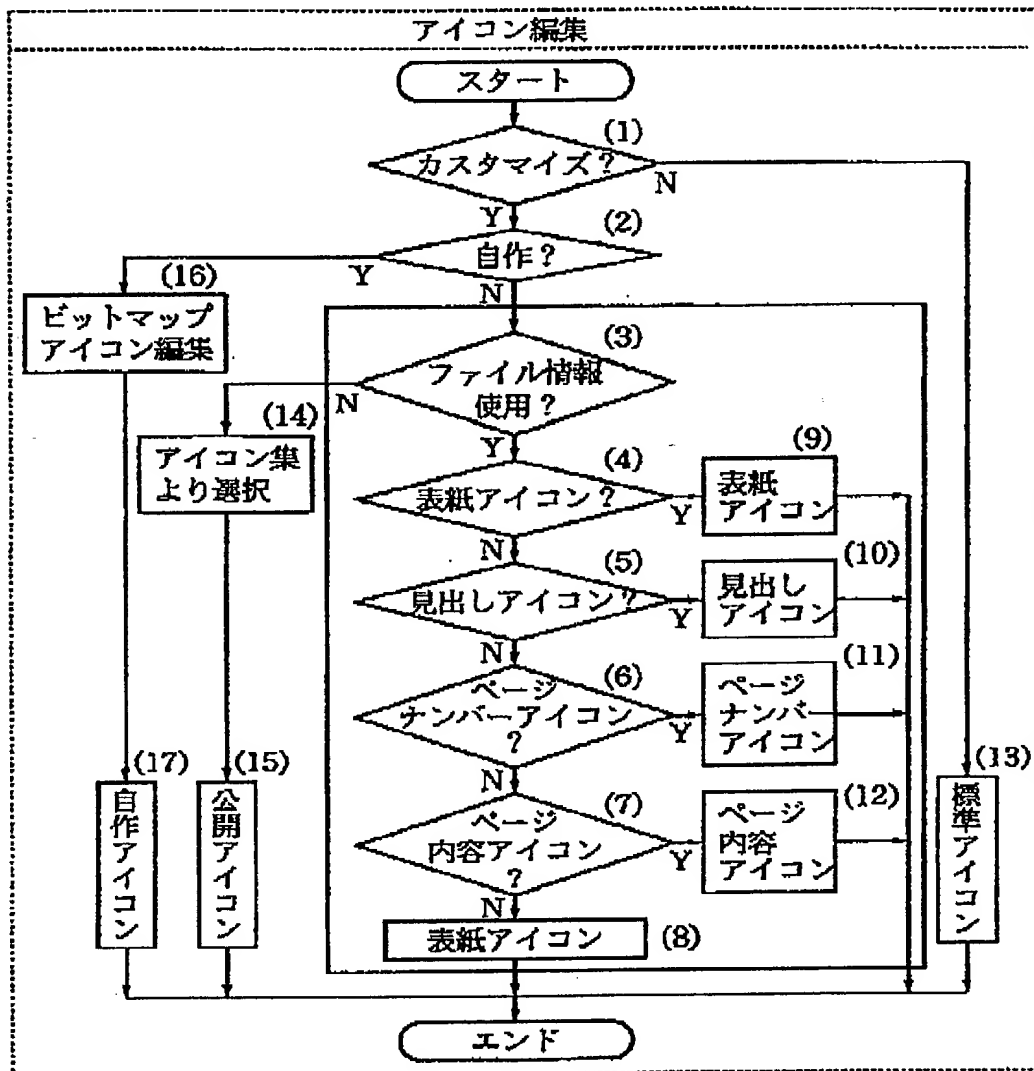 アイコン編集
スタート
(1)
カスタマイズ?
N
Y
(2)
自作?
Y
N
(16)
ビットマップ
アイコン編集
(3)
ファイル情報
使用?
N
Y
(14)
アイコン集
より選択
(4)
表紙アイコン?
Y
N
(9)
表紙
アイコン
(5)
見出しアイコン?
Y
N
(10)
見出し
アイコン
(6)
ページ
ナンバーアイコン
?
Y
N
(11)
ページ
ナンバー
アイコン
(7)
ページ
内容アイコン
?
Y
N
(12)
ページ
内容
アイコン
(17)
自作アイコン
(15)
公開アイコン
(13)
標準アイコン
表紙アイコン
(8)
エンド